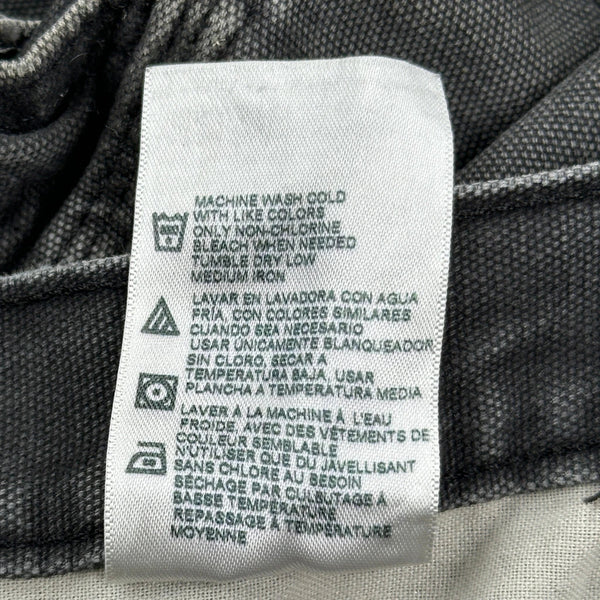 MACHINE WASH COLD
WITH LIKE COLORS
ONLY NON-CHLORINE
BLEACH WHEN NEEDED
TUMBLE DRY LOW
MEDIUM IRON
LAVAR EN LAVADORA CON AGUA
FRÍA, CON COLORES SIMILARES
CUANDO SEA NECESARIO
USAR ÚNICAMENTE BLANQUEADOR
SIN CLORO, SECAR A
TEMPERATURA BAJA, USAR
PLANCHA A TEMPERATURA MEDIA
LAVER À LA MACHINE À L'EAU
FROIDE, AVEC DES VÊTEMENTS DE
COULEUR SEMBLABLE
N'UTILISER QUE DU JAVELLISANT
SANS CHLORE AU BESOIN
SÉCHAGE PAR CULBUTAGE À
BASSE TEMPÉRATURE
REPASSAGE À TEMPÉRATURE
MOYENNE